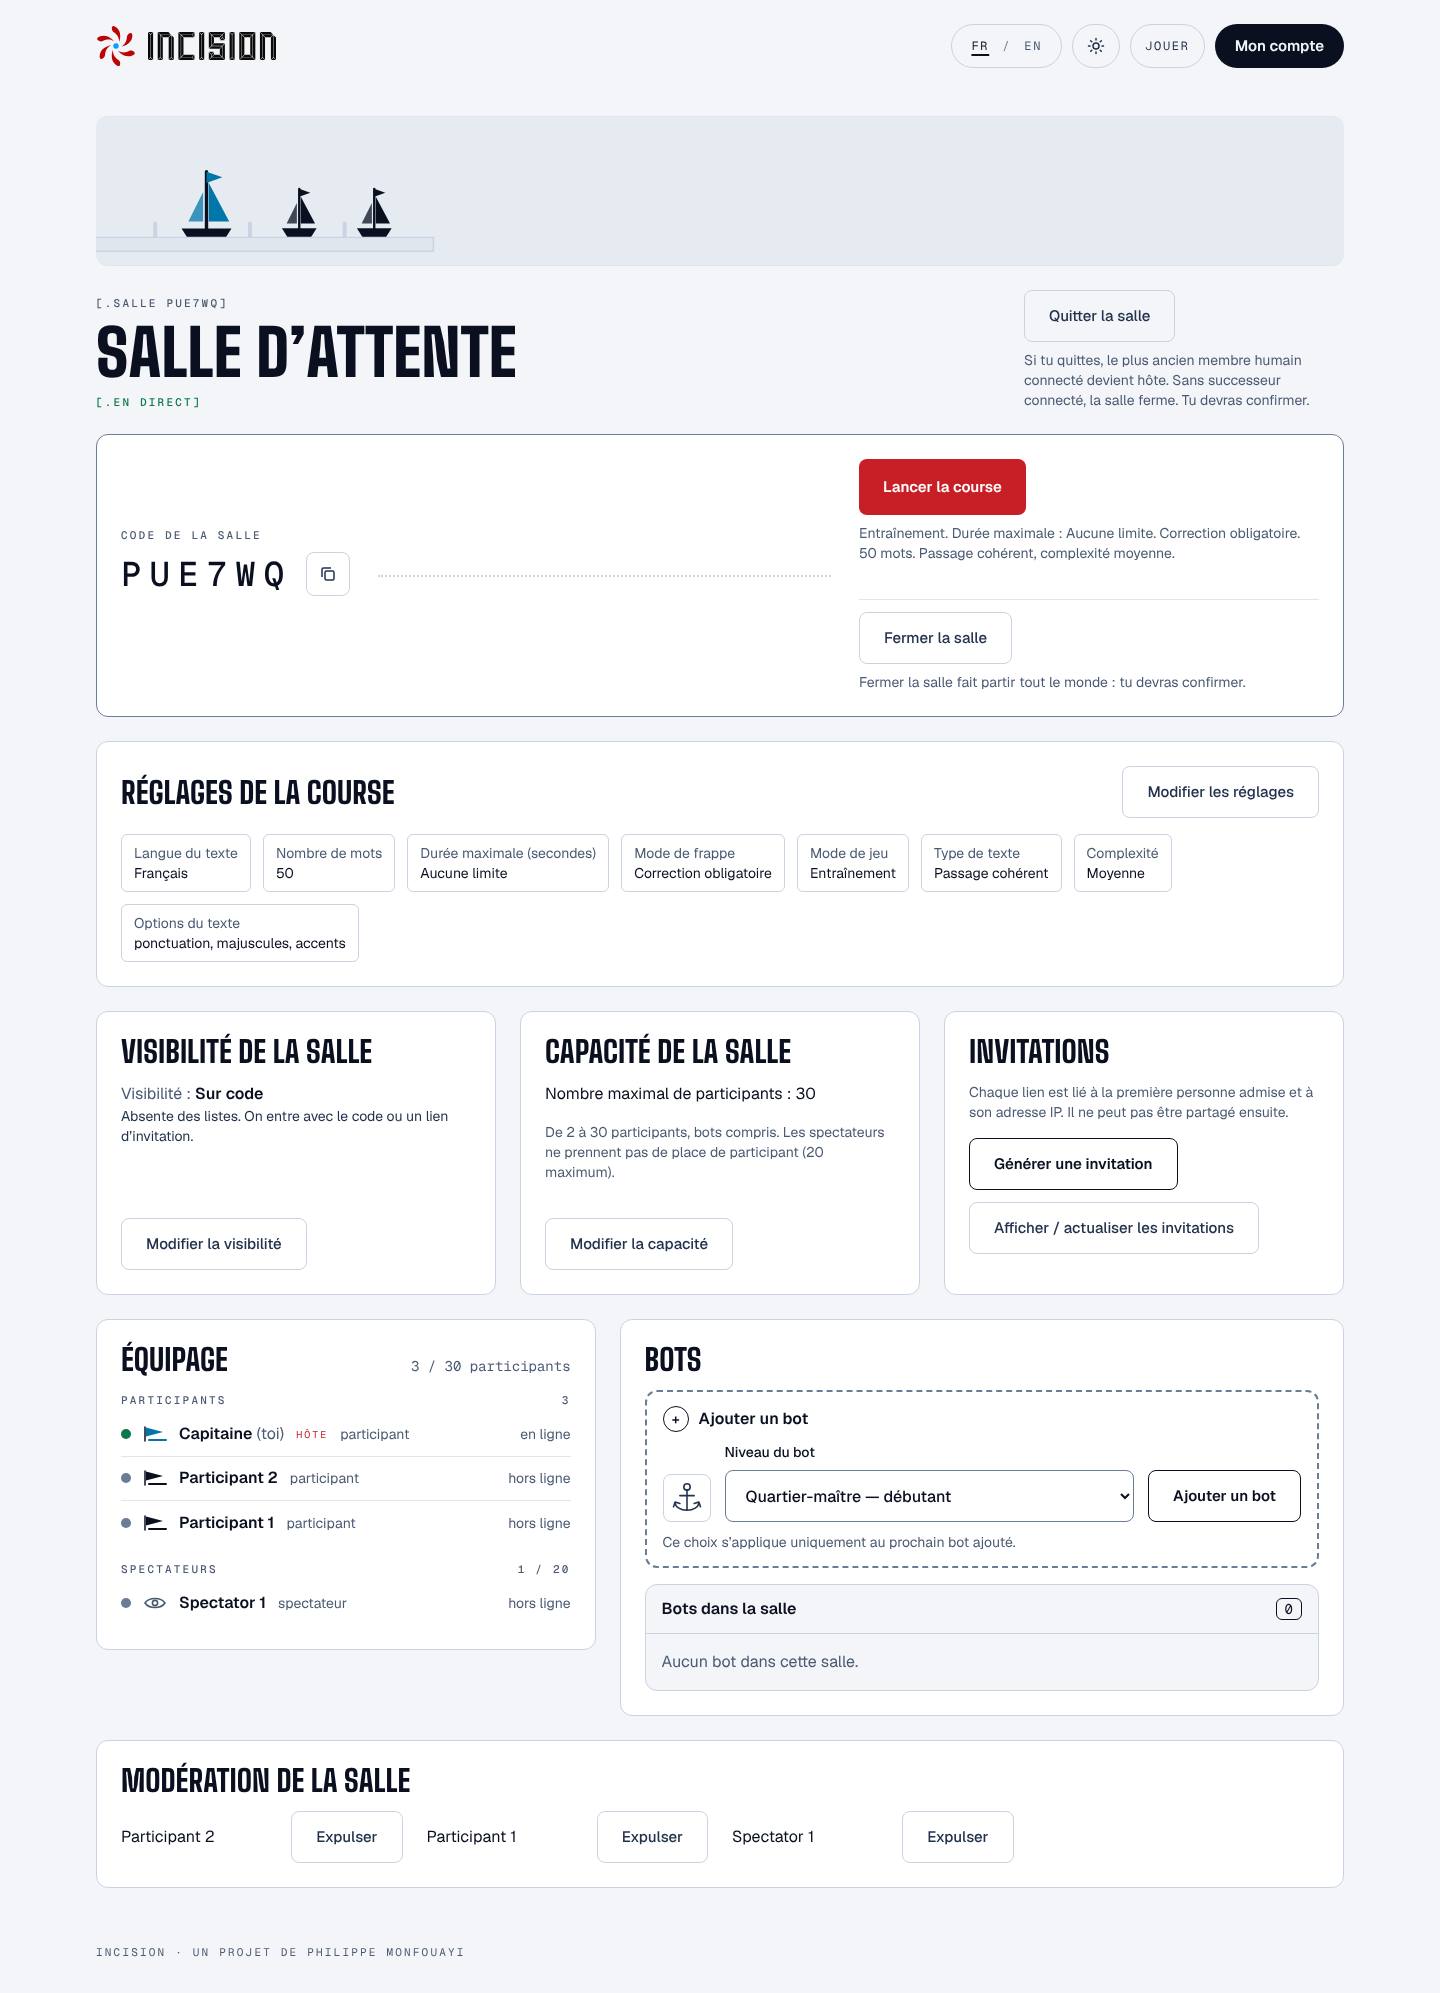 INCISION
FR / EN
JOUER
Mon compte
[.SALLE PUE7WQ]
SALLE D’ATTENTE
[.EN DIRECT]
Quitter la salle
Si tu quittes, le plus ancien membre humain
connecté devient hôte. Sans successeur
connecté, la salle ferme. Tu devras confirmer.
CODE DE LA SALLE
PUE7WQ
Lancer la course
Entraînement. Durée maximale : Aucune limite. Correction obligatoire.
50 mots. Passage cohérent, complexité moyenne.
Fermer la salle
Fermer la salle fait partir tout le monde : tu devras confirmer.
RÉGLAGES DE LA COURSE
Modifier les réglages
Langue du texte
Français
Nombre de mots
50
Durée maximale (secondes)
Aucune limite
Mode de frappe
Correction obligatoire
Mode de jeu
Entraînement
Type de texte
Passage cohérent
Complexité
Moyenne
Options du texte
ponctuation, majuscules, accents
VISIBILITÉ DE LA SALLE
Visibilité : Sur code
Absente des listes. On entre avec le code ou un lien
d’invitation.
Modifier la visibilité
CAPACITÉ DE LA SALLE
Nombre maximal de participants : 30
De 2 à 30 participants, bots compris. Les spectateurs
ne prennent pas de place de participant (20
maximum).
Modifier la capacité
INVITATIONS
Chaque lien est lié à la première personne admise et à
son adresse IP. Il ne peut pas être partagé ensuite.
Générer une invitation
Afficher / actualiser les invitations
ÉQUIPAGE
3 / 30 participants
PARTICIPANTS 3
Capitaine (toi) HÔTE participant en ligne
Participant 2 participant hors ligne
Participant 1 participant hors ligne
SPECTATEURS 1 / 20
Spectator 1 spectateur hors ligne
BOTS
+ Ajouter un bot
Niveau du bot
Quartier-maître — débutant
Ajouter un bot
Ce choix s’applique uniquement au prochain bot ajouté.
Bots dans la salle 0
Aucun bot dans cette salle.
MODÉRATION DE LA SALLE
Participant 2 Expulser Participant 1 Expulser Spectator 1 Expulser
INCISION · UN PROJET DE PHILIPPE MONFOUAYI